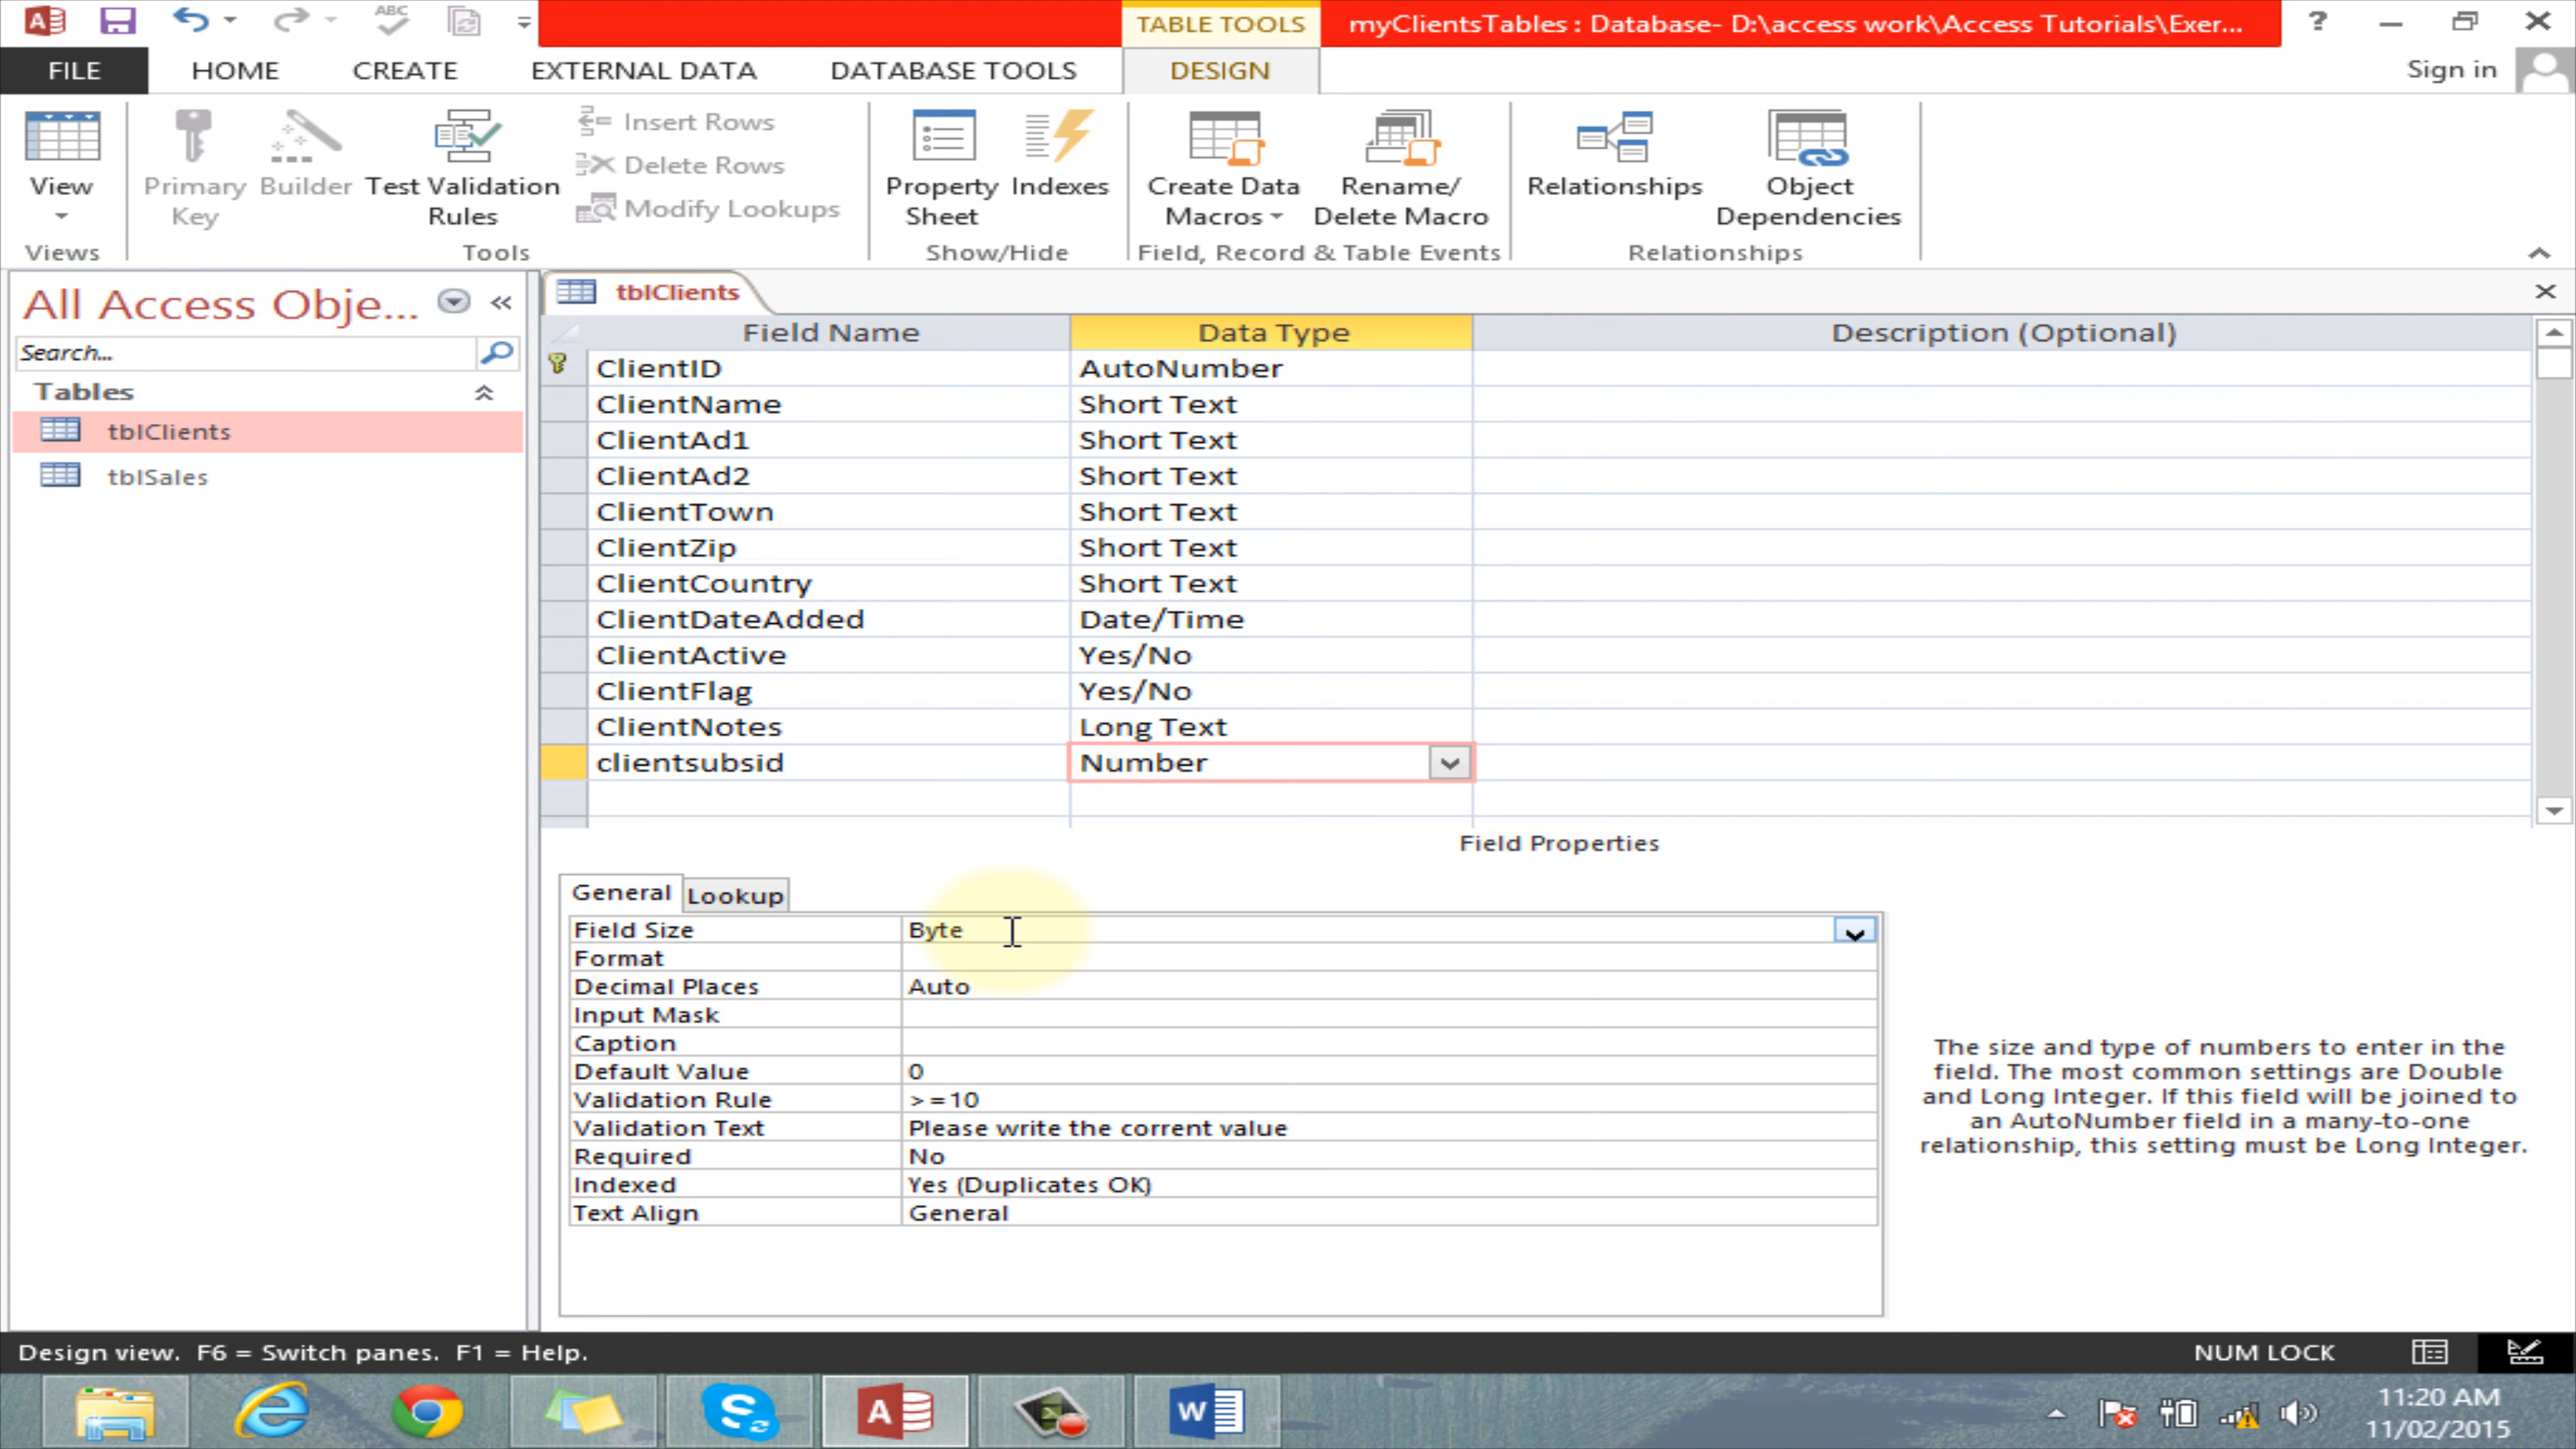 ABC
TABLE TOOLS
myClientsTables : Database- D:\access work\Access Tutorials\Exer...
?
FILE
HOME
CREATE
EXTERNAL DATA
DATABASE TOOLS
DESIGN
Sign in
View
Primary Key
Builder
Test Validation Rules
Insert Rows
Delete Rows
Modify Lookups
Property Sheet
Indexes
Create Data Macros
Rename/ Delete Macro
Relationships
Object Dependencies
Views
Tools
Show/Hide
Field, Record & Table Events
Relationships
All Access Obje...
Search...
Tables
tblClients
tblSales
tblClients
Field Name Data Type Description (Optional)
ClientID AutoNumber
ClientName Short Text
ClientAd1 Short Text
ClientAd2 Short Text
ClientTown Short Text
ClientZip Short Text
ClientCountry Short Text
ClientDateAdded Date/Time
ClientActive Yes/No
ClientFlag Yes/No
ClientNotes Long Text
clientsubsid Number
Field Properties
General Lookup
Field Size Byte
Format
Decimal Places Auto
Input Mask
Caption
Default Value 0
Validation Rule >=10
Validation Text Please write the corrent value
Required No
Indexed Yes (Duplicates OK)
Text Align General
The size and type of numbers to enter in the
field. The most common settings are Double
and Long Integer. If this field will be joined to
an AutoNumber field in a many-to-one
relationship, this setting must be Long Integer.
Design view. F6 = Switch panes. F1 = Help.
NUM LOCK
11:20 AM
11/02/2015